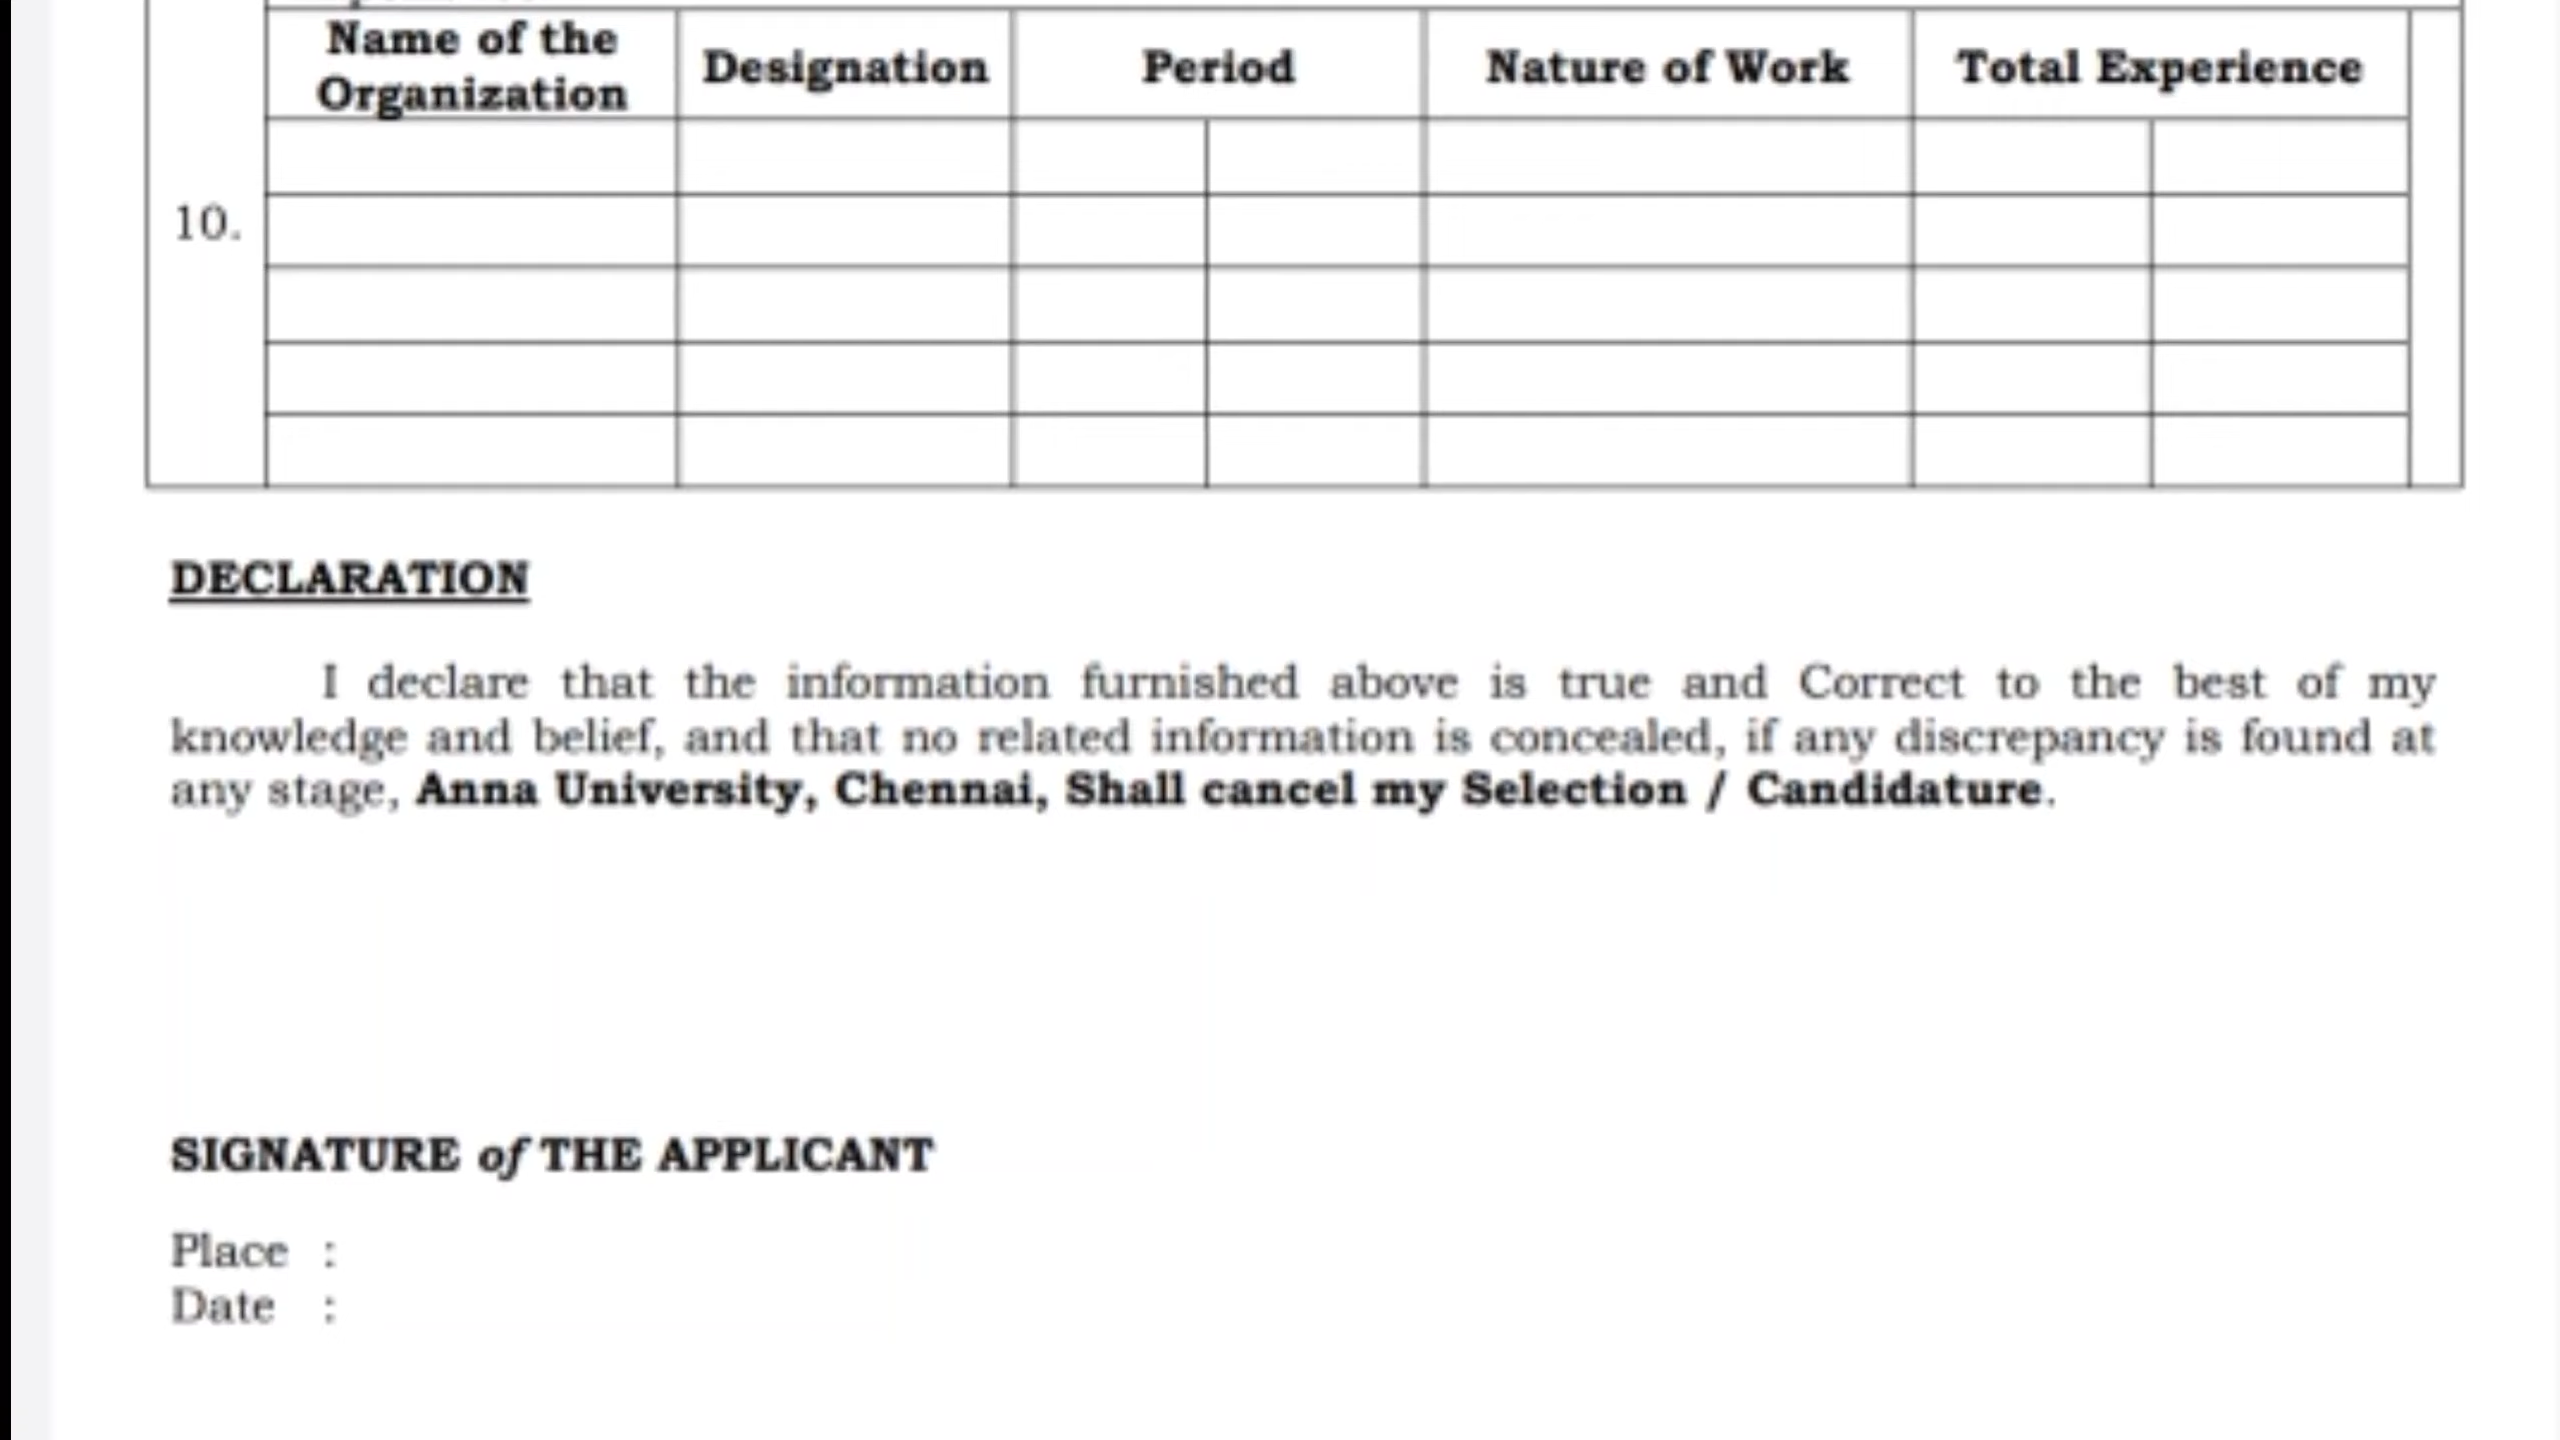 Name of the
Organization
Designation
Period
Nature of Work
Total Experience
10.
DECLARATION
I declare that the information furnished above is true and Correct to the best of my
knowledge and belief, and that no related information is concealed, if any discrepancy is found at
any stage, Anna University, Chennai, Shall cancel my Selection / Candidature.
SIGNATURE of THE APPLICANT
Place :
Date :